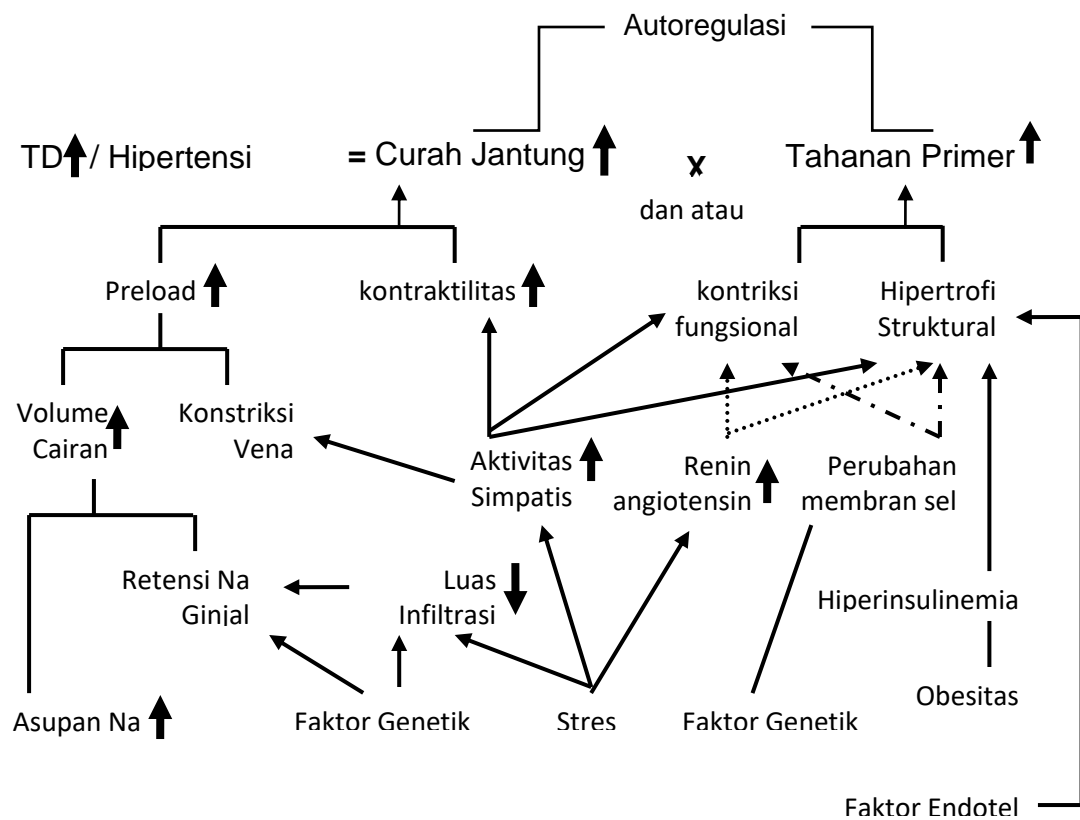 Autoregulasi
TD / Hipertensi = Curah Jantung x Tahanan Primer
dan atau
Preload kontraktilitas kontriksi Hipertrofi
fungsional Struktural
Volume Konstriksi
Cairan Vena
Aktivitas Renin Perubahan
Simpatis angiotensin membran sel
Retensi Na Luas
Ginjal Infiltrasi
Hiperinsulinemia
Obesitas
Asupan Na Faktor Genetik Stres Faktor Genetik
Faktor Endotel